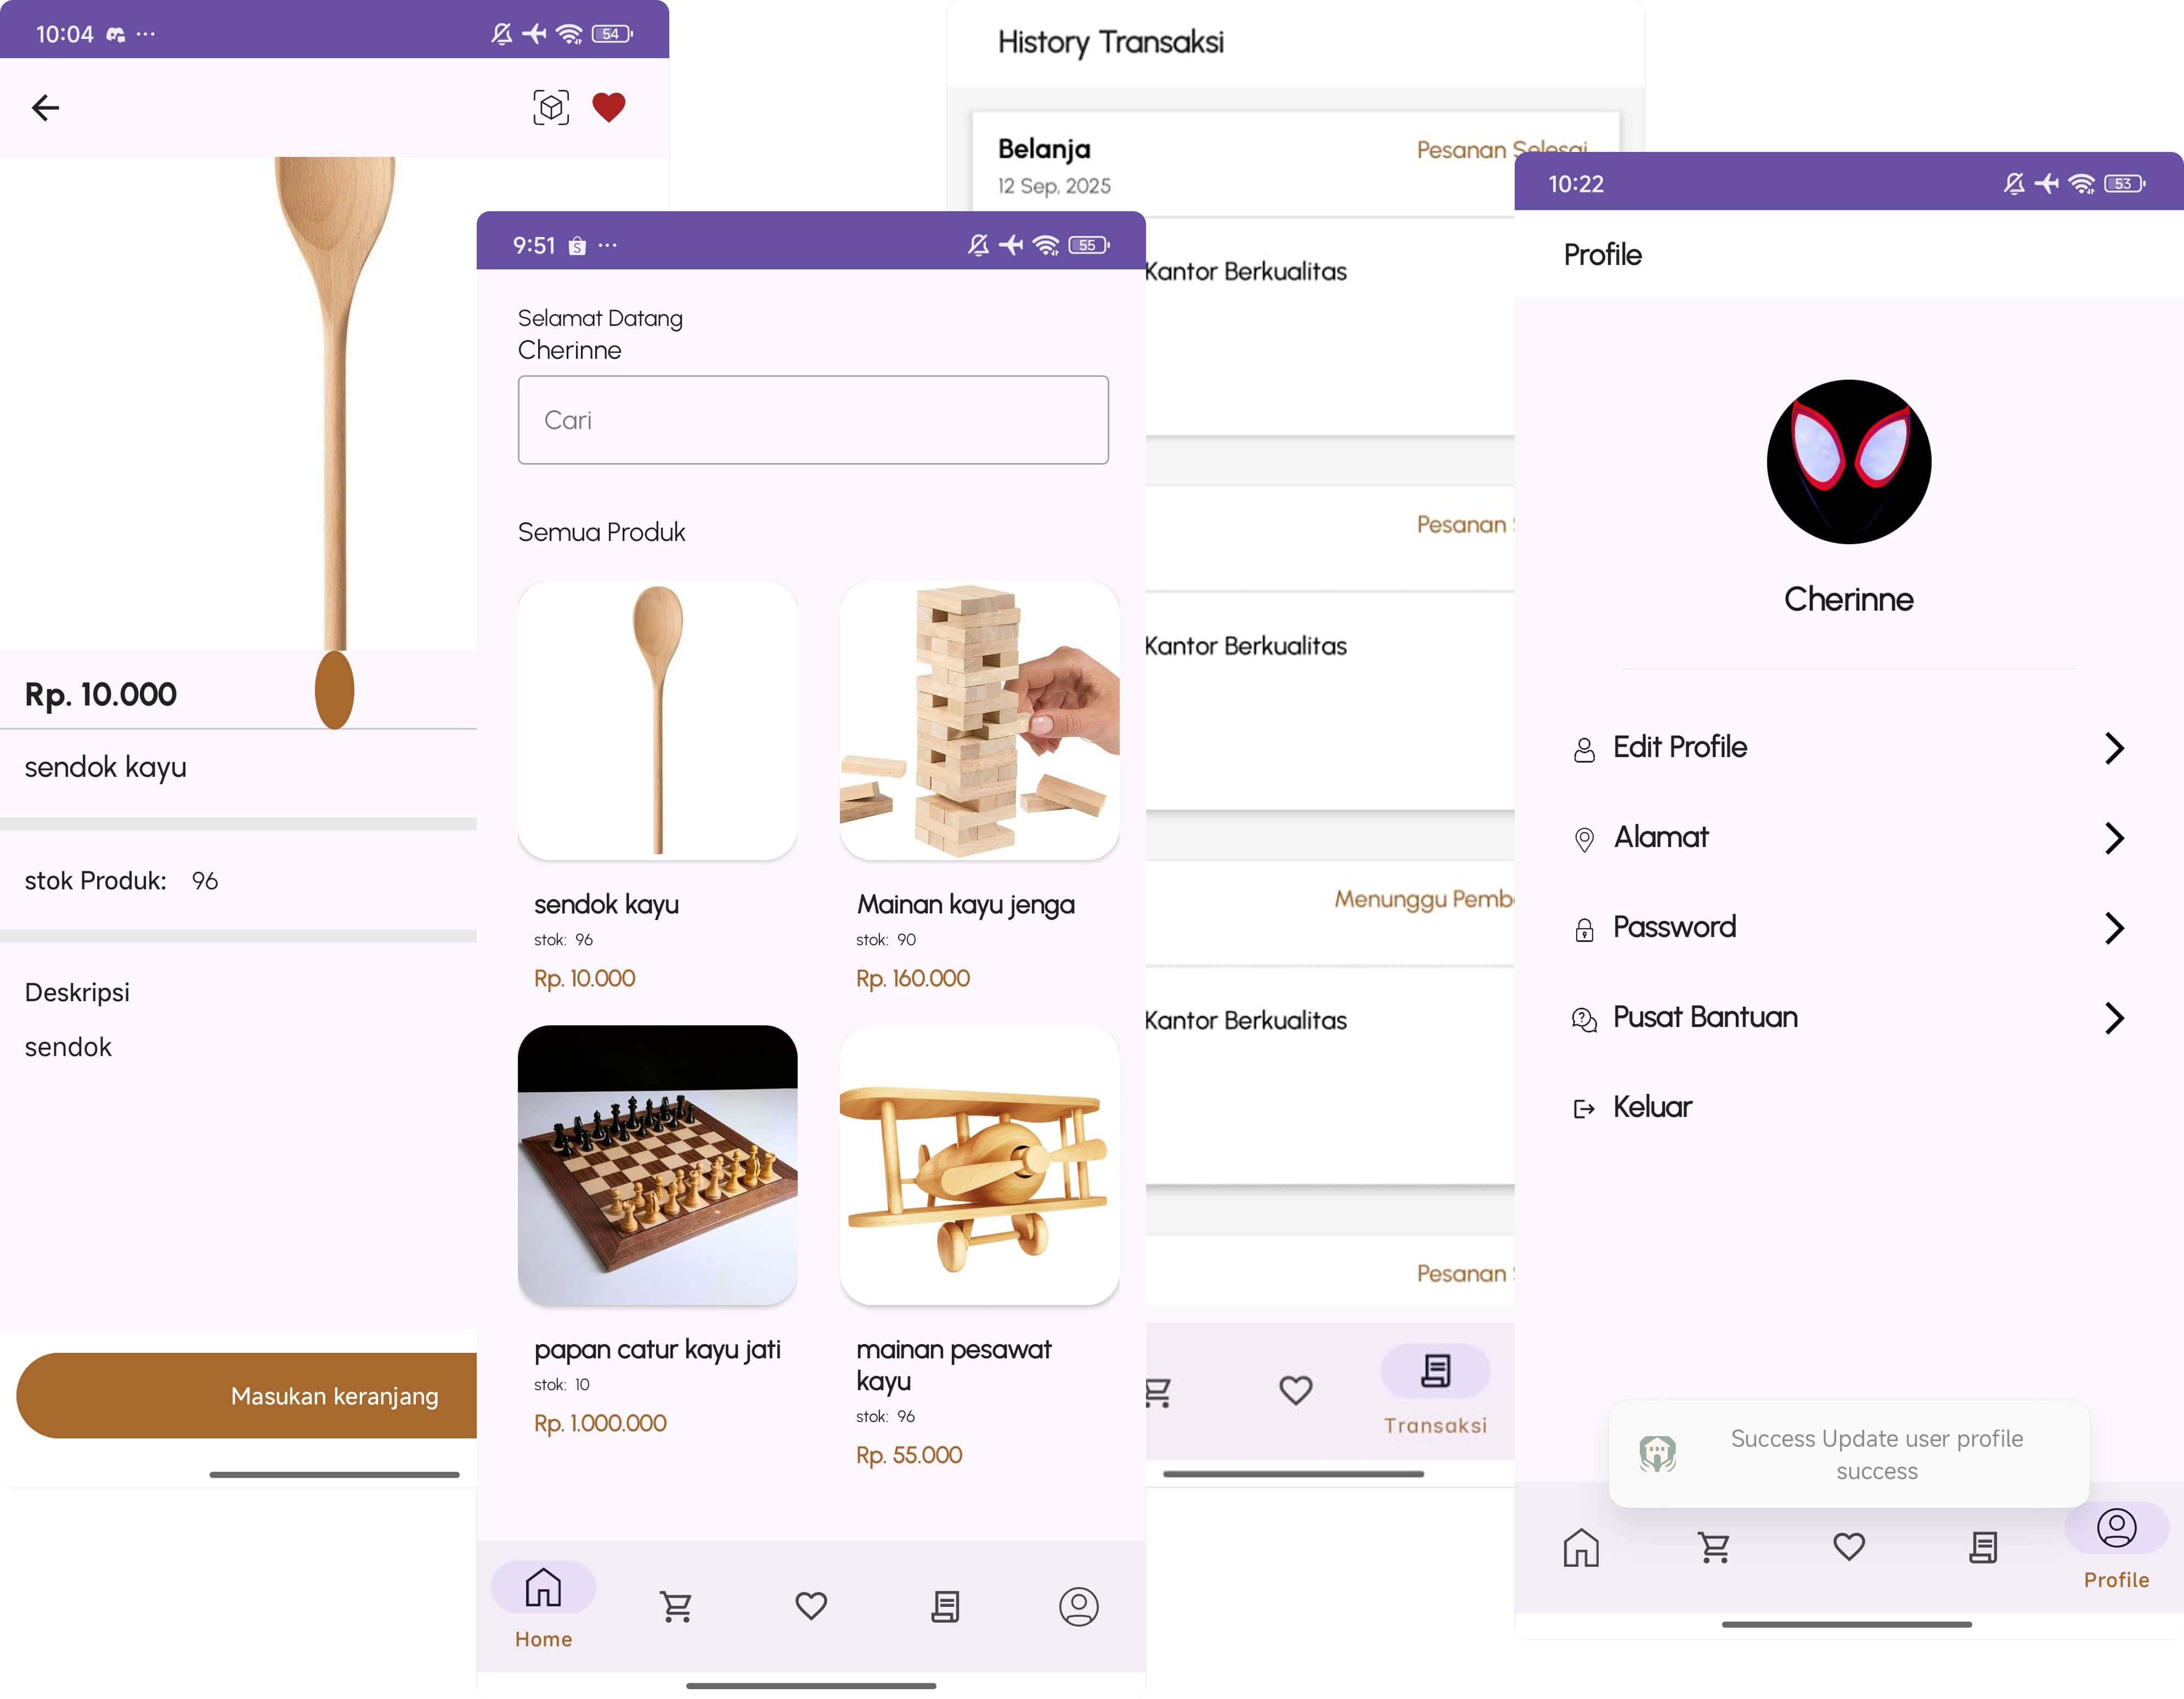 10:04
54
Rp. 10.000
sendok kayu
stok Produk: 96
Deskripsi
sendok
Masukan keranjang
9:51
55
Selamat Datang
Cherinne
Cari
Semua Produk
sendok kayu
stok: 96
Rp. 10.000
Mainan kayu jenga
stok: 90
Rp. 160.000
papan catur kayu jati
stok: 10
Rp. 1.000.000
mainan pesawat
kayu
stok: 96
Rp. 55.000
Home
History Transaksi
Belanja
Pesanan Selesai
12 Sep, 2025
Kantor Berkualitas
Pesanan
Kantor Berkualitas
Menunggu
Kantor Berkualitas
Pesanan
Transaksi
10:22
53
Profile
Cherinne
Edit Profile
Alamat
Password
Pusat Bantuan
Keluar
Success Update user profile
success
Profile